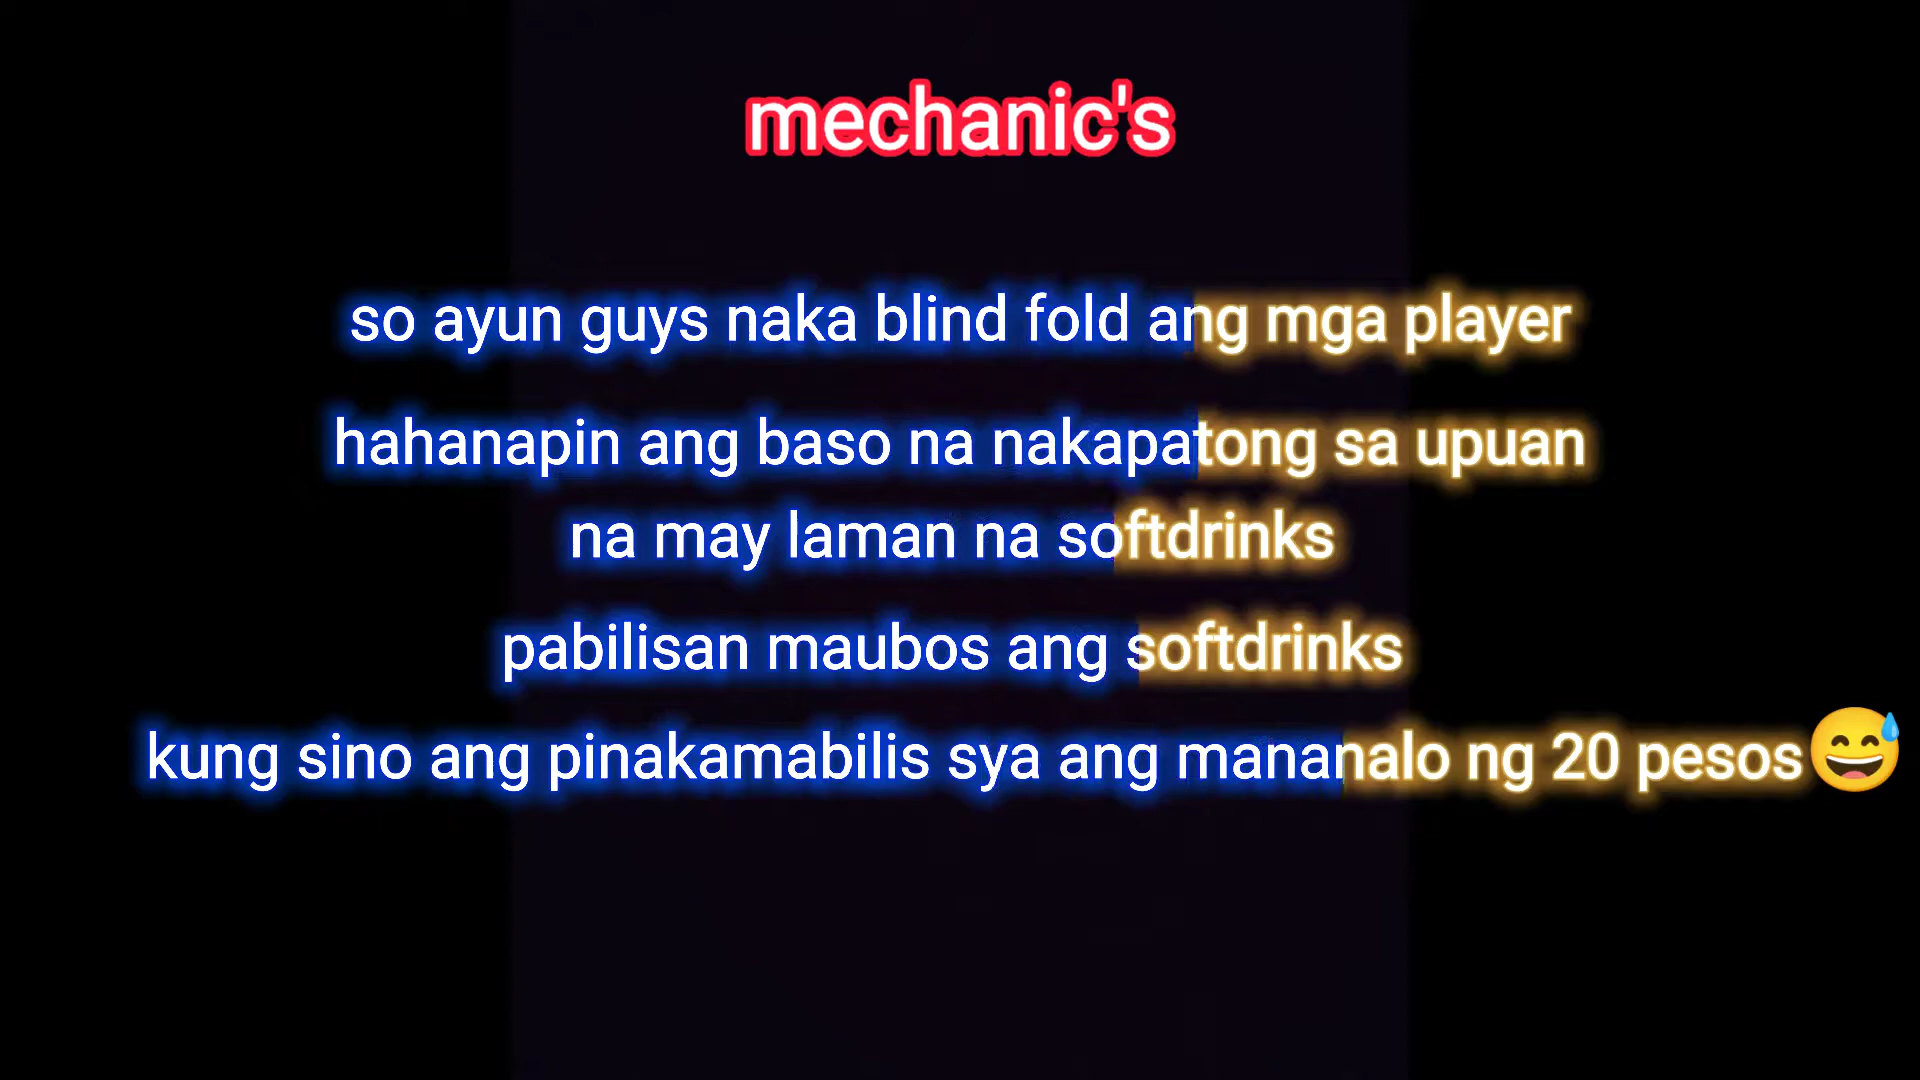 mechanic's
so ayun guys naka blind fold ang mga player
hahanapin ang baso na nakapatong sa upuan
na may laman na softdrinks
pabilisan maubos ang softdrinks
kung sino ang pinakamabilis sya ang mananalo ng 20 pesos😅